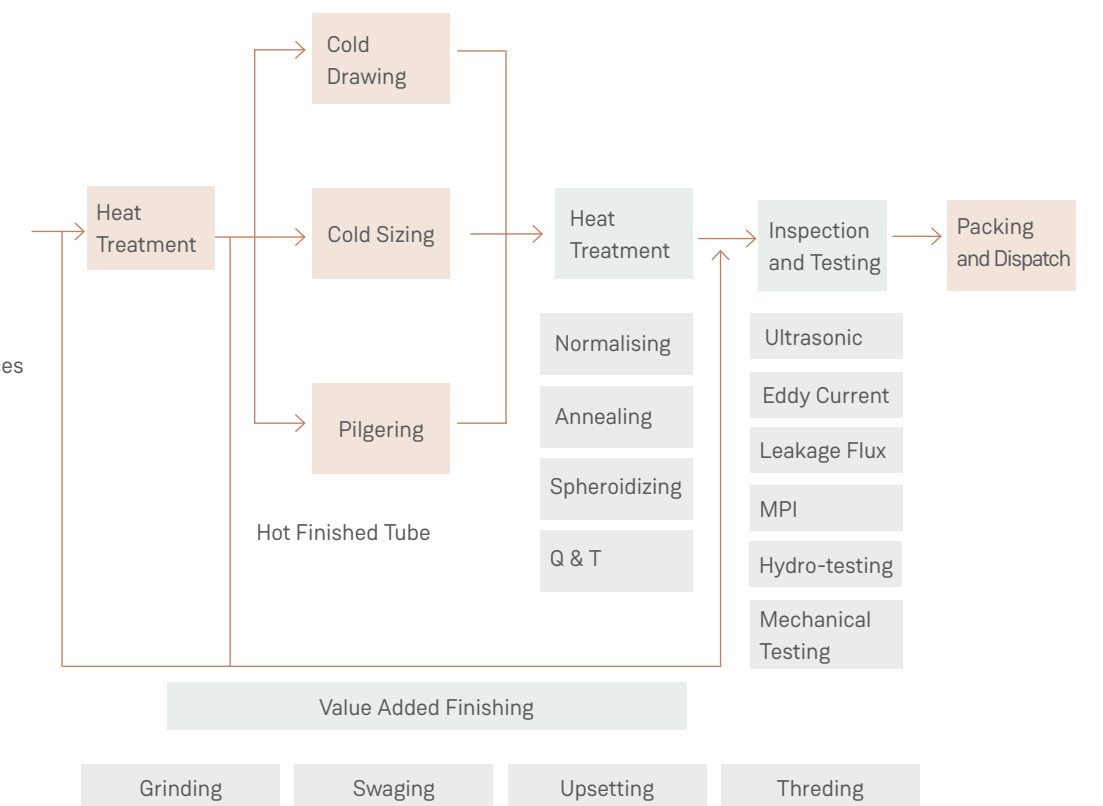 Cold
Drawing
Heat
Treatment
Cold Sizing
Heat
Treatment
Inspection
and Testing
Packing
and Dispatch
Pilgering
Hot Finished Tube
Normalising
Annealing
Spheroidizing
Q & T
Ultrasonic
Eddy Current
Leakage Flux
MPI
Hydro-testing
Mechanical
Testing
Value Added Finishing
Grinding
Swaging
Upsetting
Threding